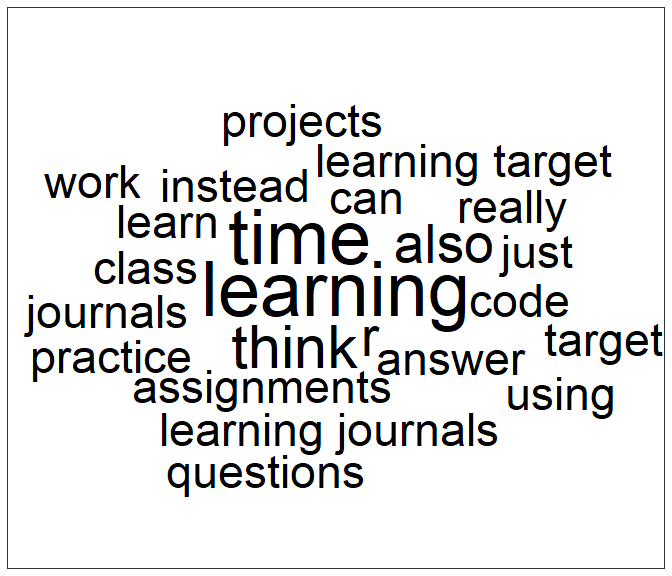 projects
learning target
work
instead
can
really
learn
time
also
just
class
learning
code
journals
think
r
answer
target
practice
assignments
using
learning journals
questions